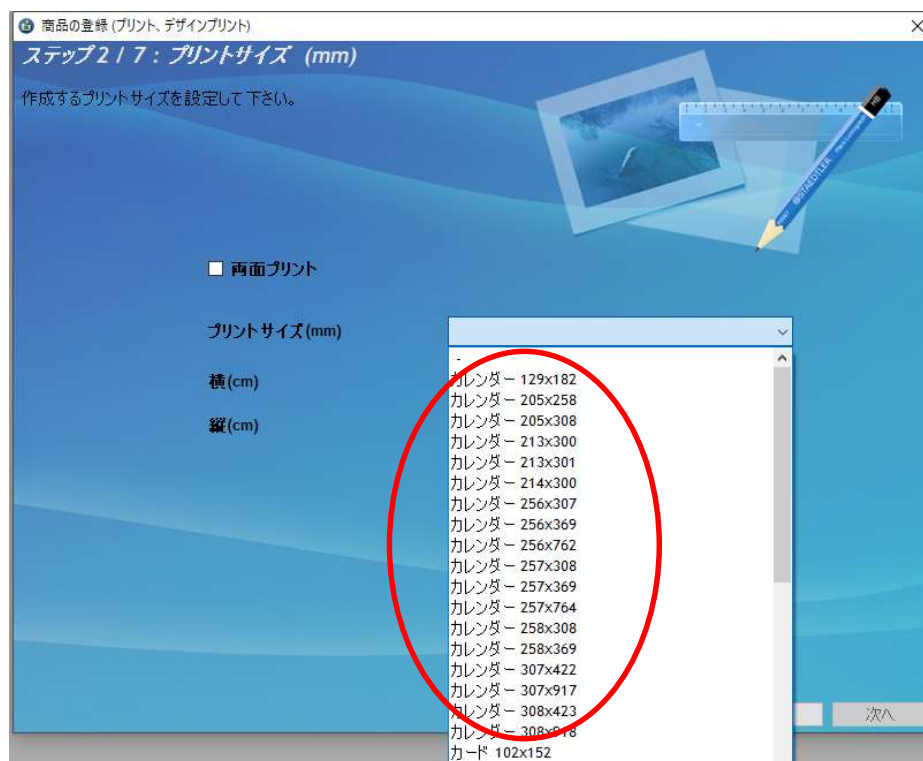 商品の登録 (プリント、デザインプリント)
ステップ2 / 7 : プリントサイズ (mm)
作成するプリントサイズを設定して下さい。
両面プリント
プリントサイズ(mm)
横(cm)
縦(cm)
-
カレンダー 129x182
カレンダー 205x258
カレンダー 205x308
カレンダー 213x300
カレンダー 213x301
カレンダー 214x300
カレンダー 256x307
カレンダー 256x369
カレンダー 256x762
カレンダー 257x308
カレンダー 257x369
カレンダー 257x764
カレンダー 258x308
カレンダー 258x369
カレンダー 307x422
カレンダー 307x917
カレンダー 308x423
カレンダー 308x918
カード 102x152
次へ
STAEDTLER
HB